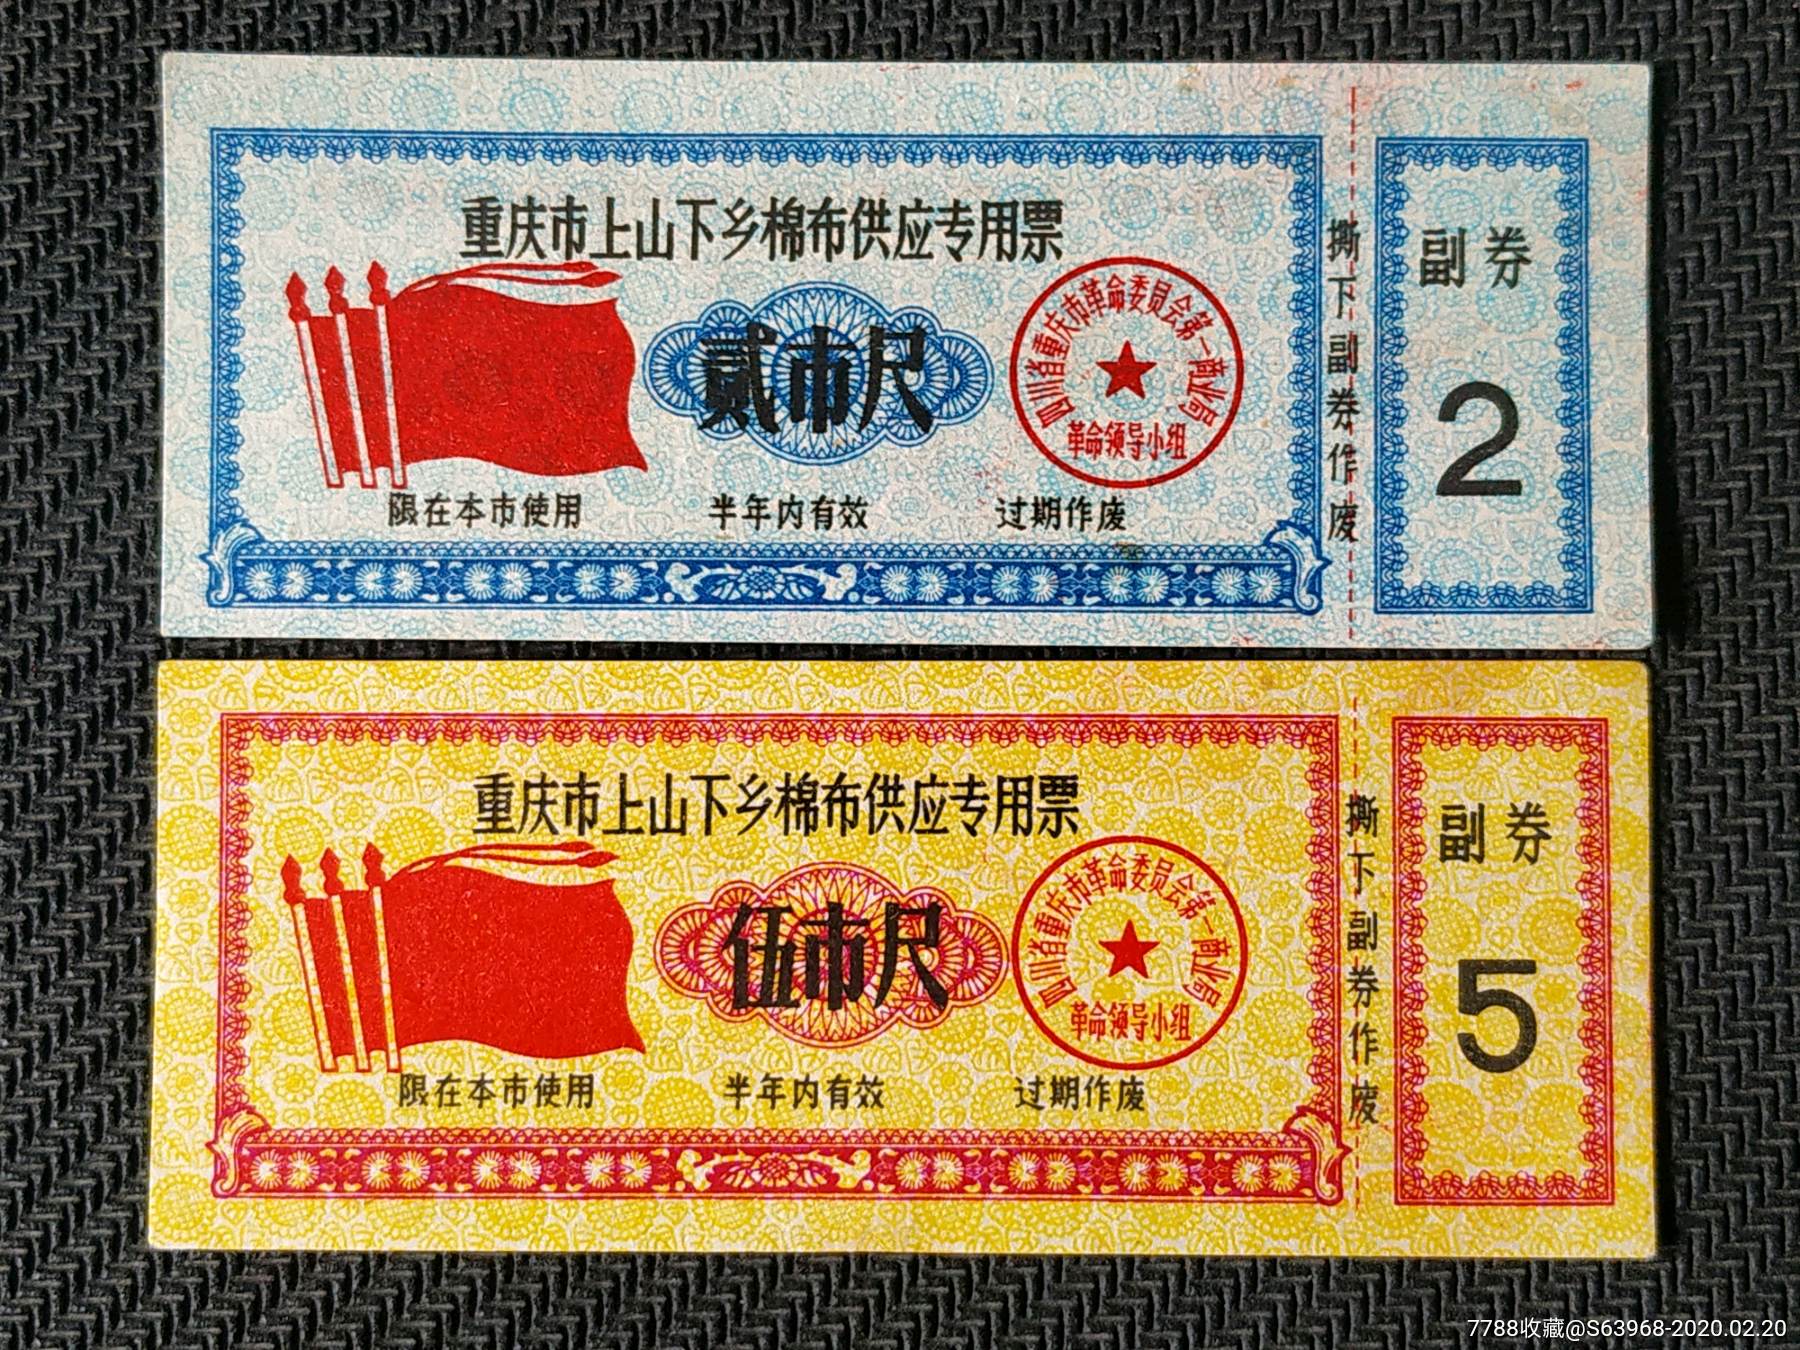 重庆市上山下乡棉布供应专用票
贰市尺
四川省重庆市革命委员会第一商业局
革命领导小组
限在本市使用 半年内有效 过期作废
撕下副券作废
副券
2
重庆市上山下乡棉布供应专用票
伍市尺
四川省重庆市革命委员会第一商业局
革命领导小组
限在本市使用 半年内有效 过期作废
撕下副券作废
副券
5
7788收藏@S63968-2020.02.20